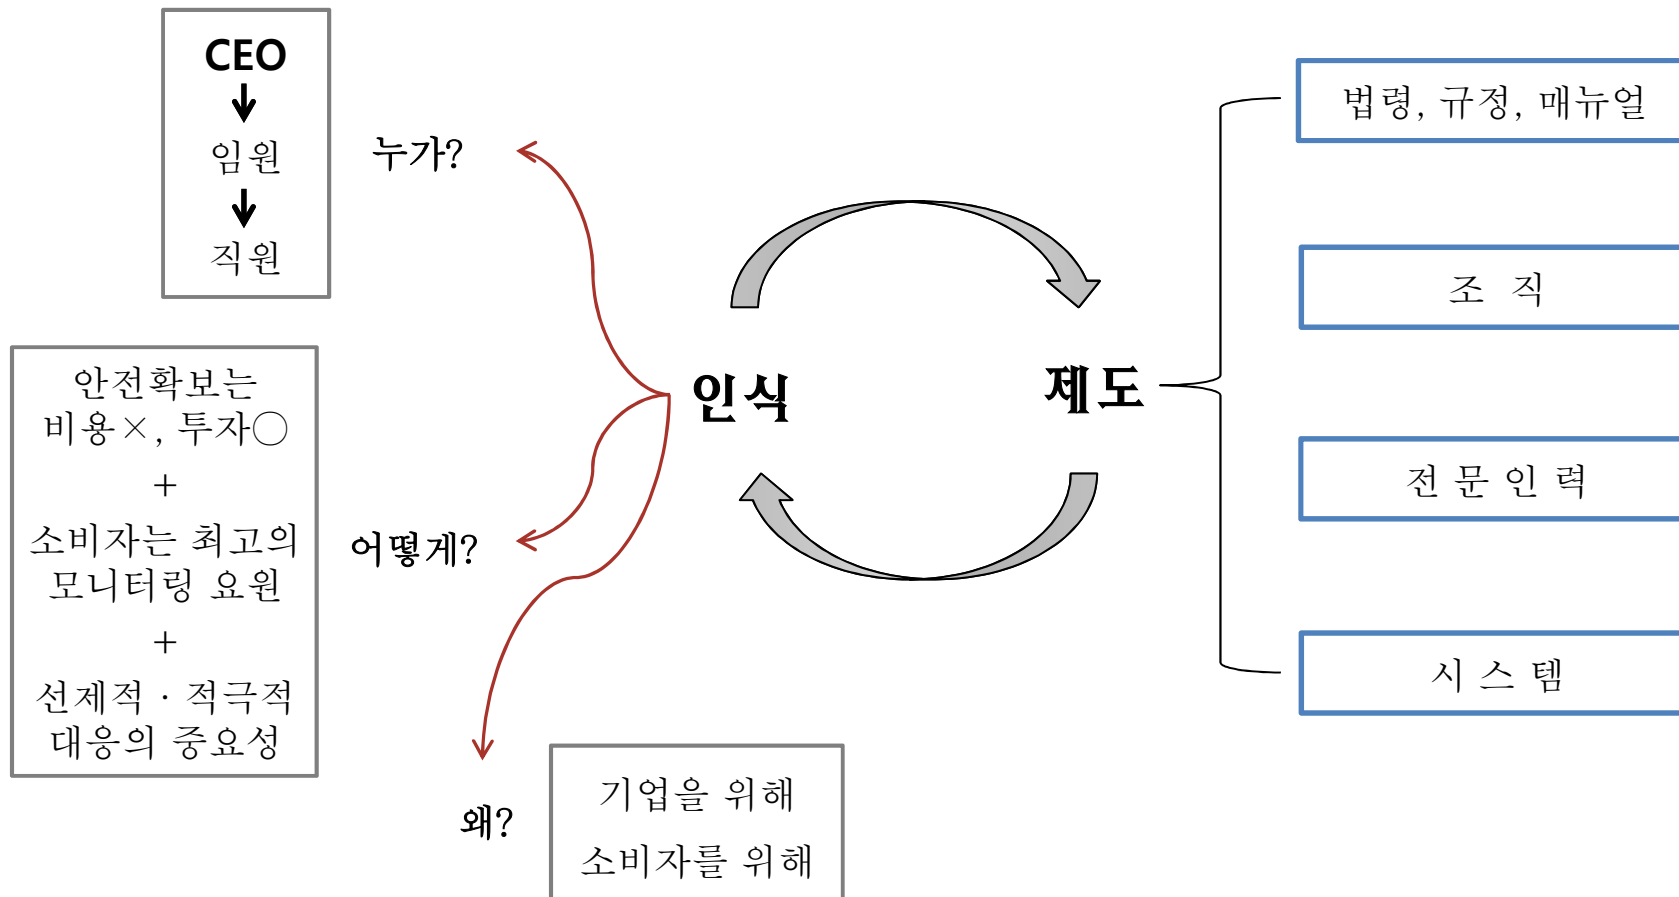 CEO
임원
직원
누가?
안전확보는
비용×, 투자○
+
소비자는 최고의
모니터링 요원
+
선제적 · 적극적
대응의 중요성
어떻게?
왜?
기업을 위해
소비자를 위해
인식
제도
법령, 규정, 매뉴얼
조 직
전 문 인 력
시 스 템